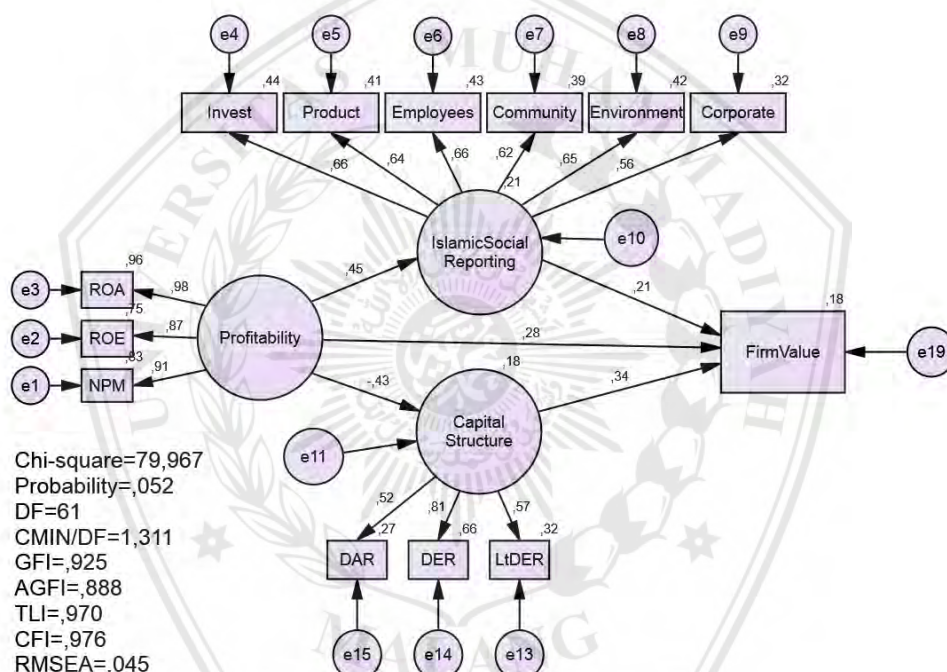 e4
e5
e6
e7
e8
e9
,44
,41
,43
,39
,42
,32
Invest
Product
Employees
Community
Environment
Corporate
,66
,64
,66
,62
,65
,56
,21
IslamicSocial
Reporting
e10
,96
e3
ROA
,98
,45
,21
,75
e2
ROE
,87
Profitability
,28
,18
FirmValue
e19
,83
e1
NPM
,91
-,43
,18
,34
Capital
Structure
e11
Chi-square=79,967
Probability=,052
DF=61
CMIN/DF=1,311
GFI=,925
AGFI=,888
TLI=,970
CFI=,976
RMSEA=,045
,52
,81
,57
,27
,66
,32
DAR
DER
LtDER
e15
e14
e13
UNIVERSITAS MUHAMMADIYAH
MALANG